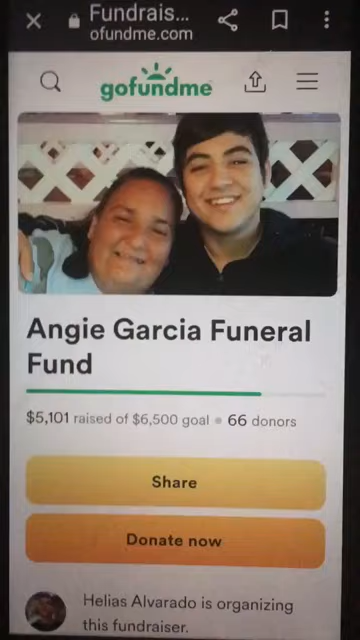 Fundrais...
ofundme.com
gofundme
Angie Garcia Funeral
Fund
$5,101 raised of $6,500 goal • 66 donors
Share
Donate now
Helias Alvarado is organizing
this fundraiser.